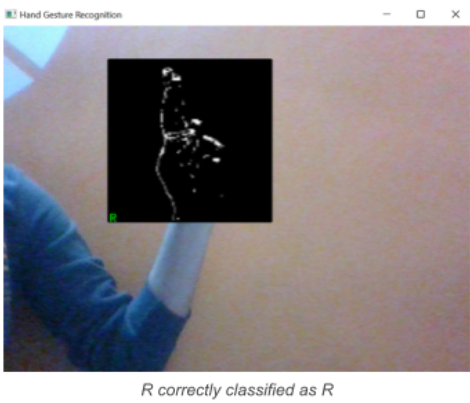 Hand Gesture Recognition
R
R correctly classified as R